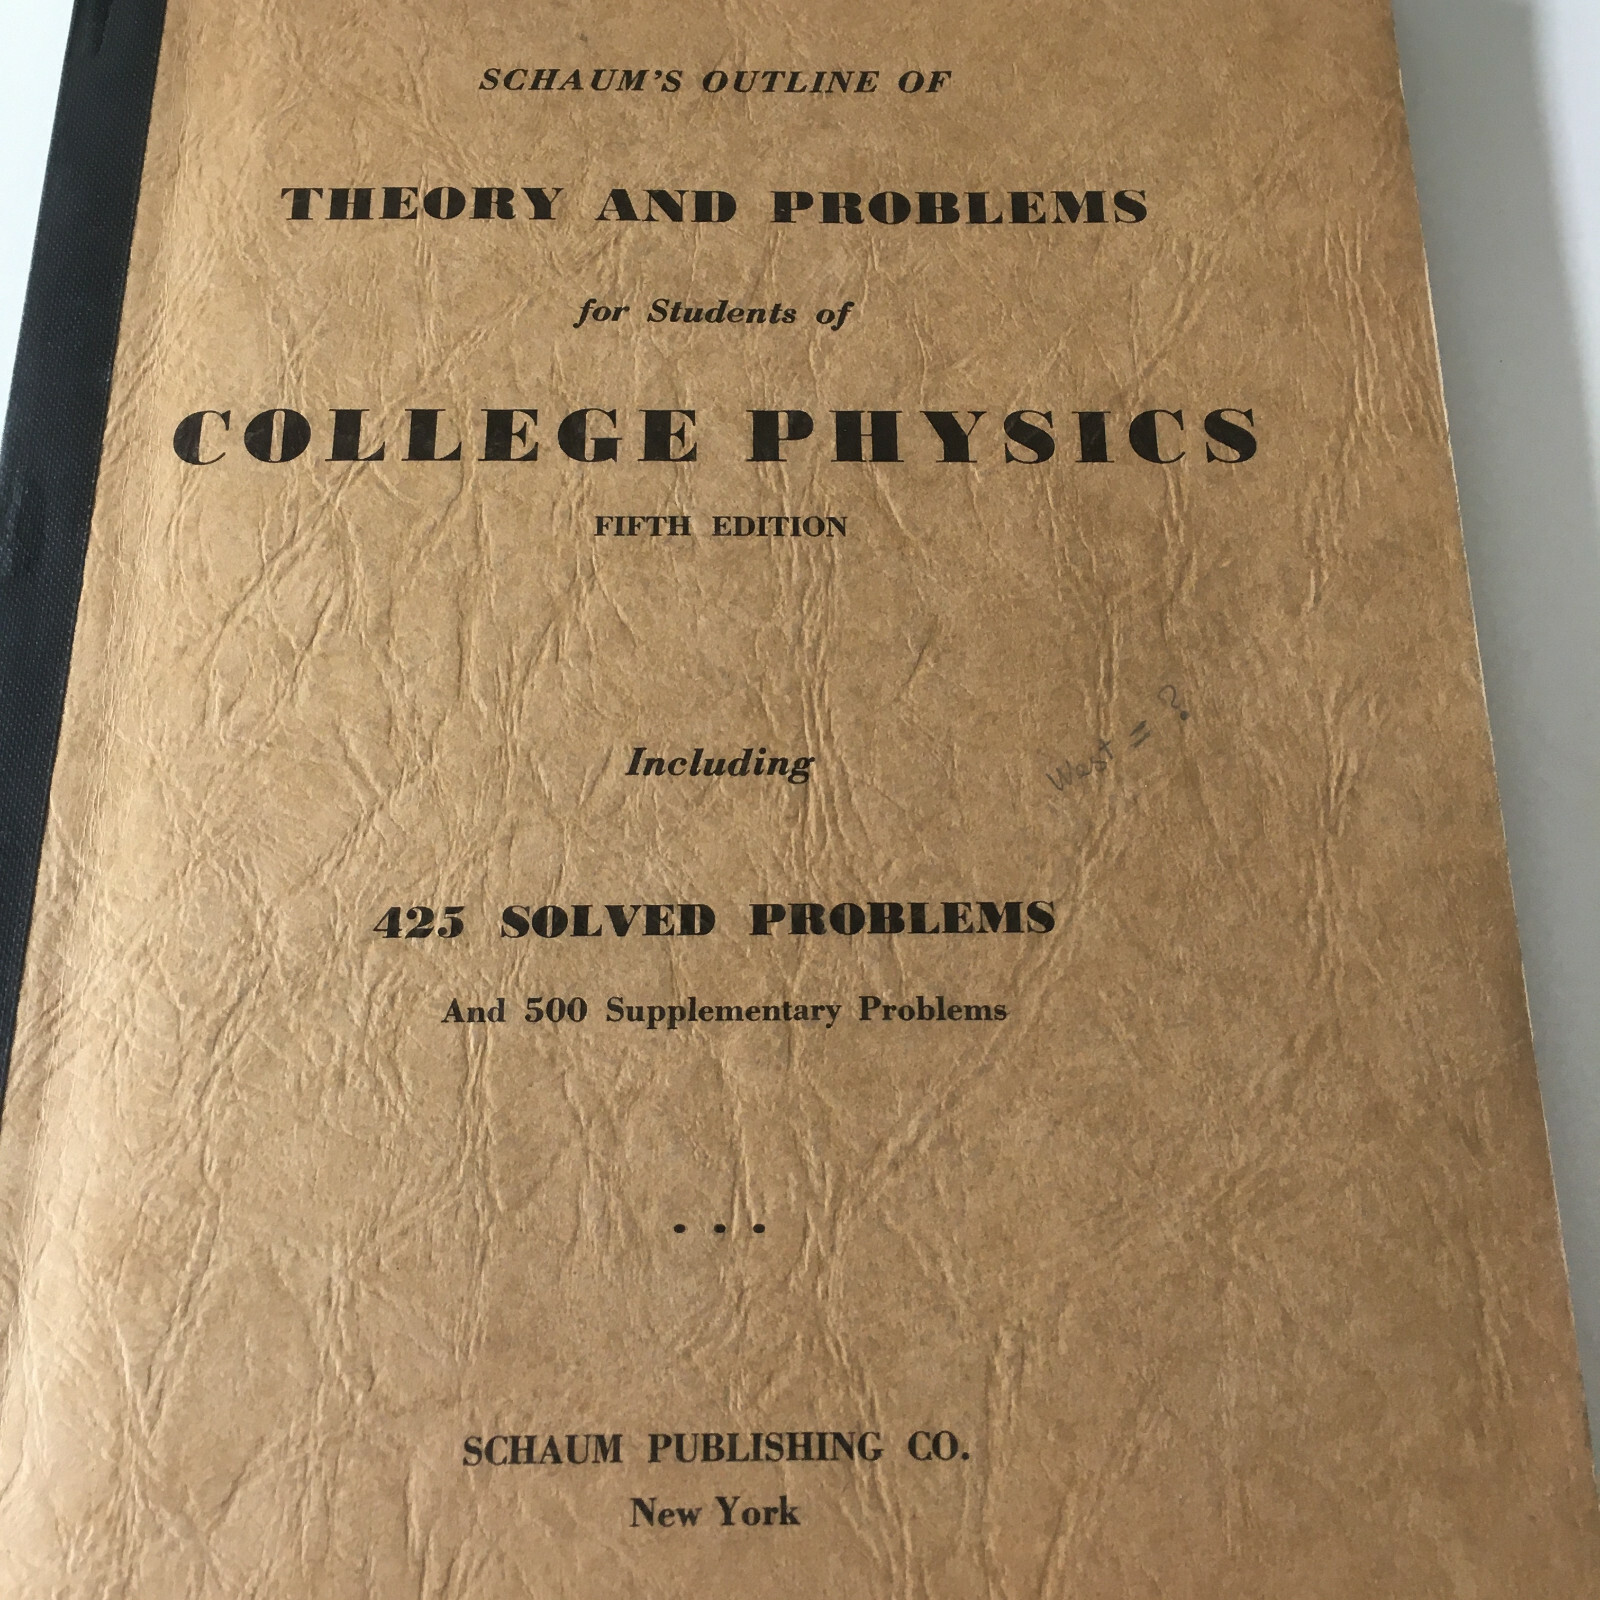 SCHAUM'S OUTLINE OF
THEORY AND PROBLEMS
for Students of
COLLEGE PHYSICS
FIFTH EDITION
West = ?
Including
425 SOLVED PROBLEMS
And 500 Supplementary Problems
. . .
SCHAUM PUBLISHING CO.
New York